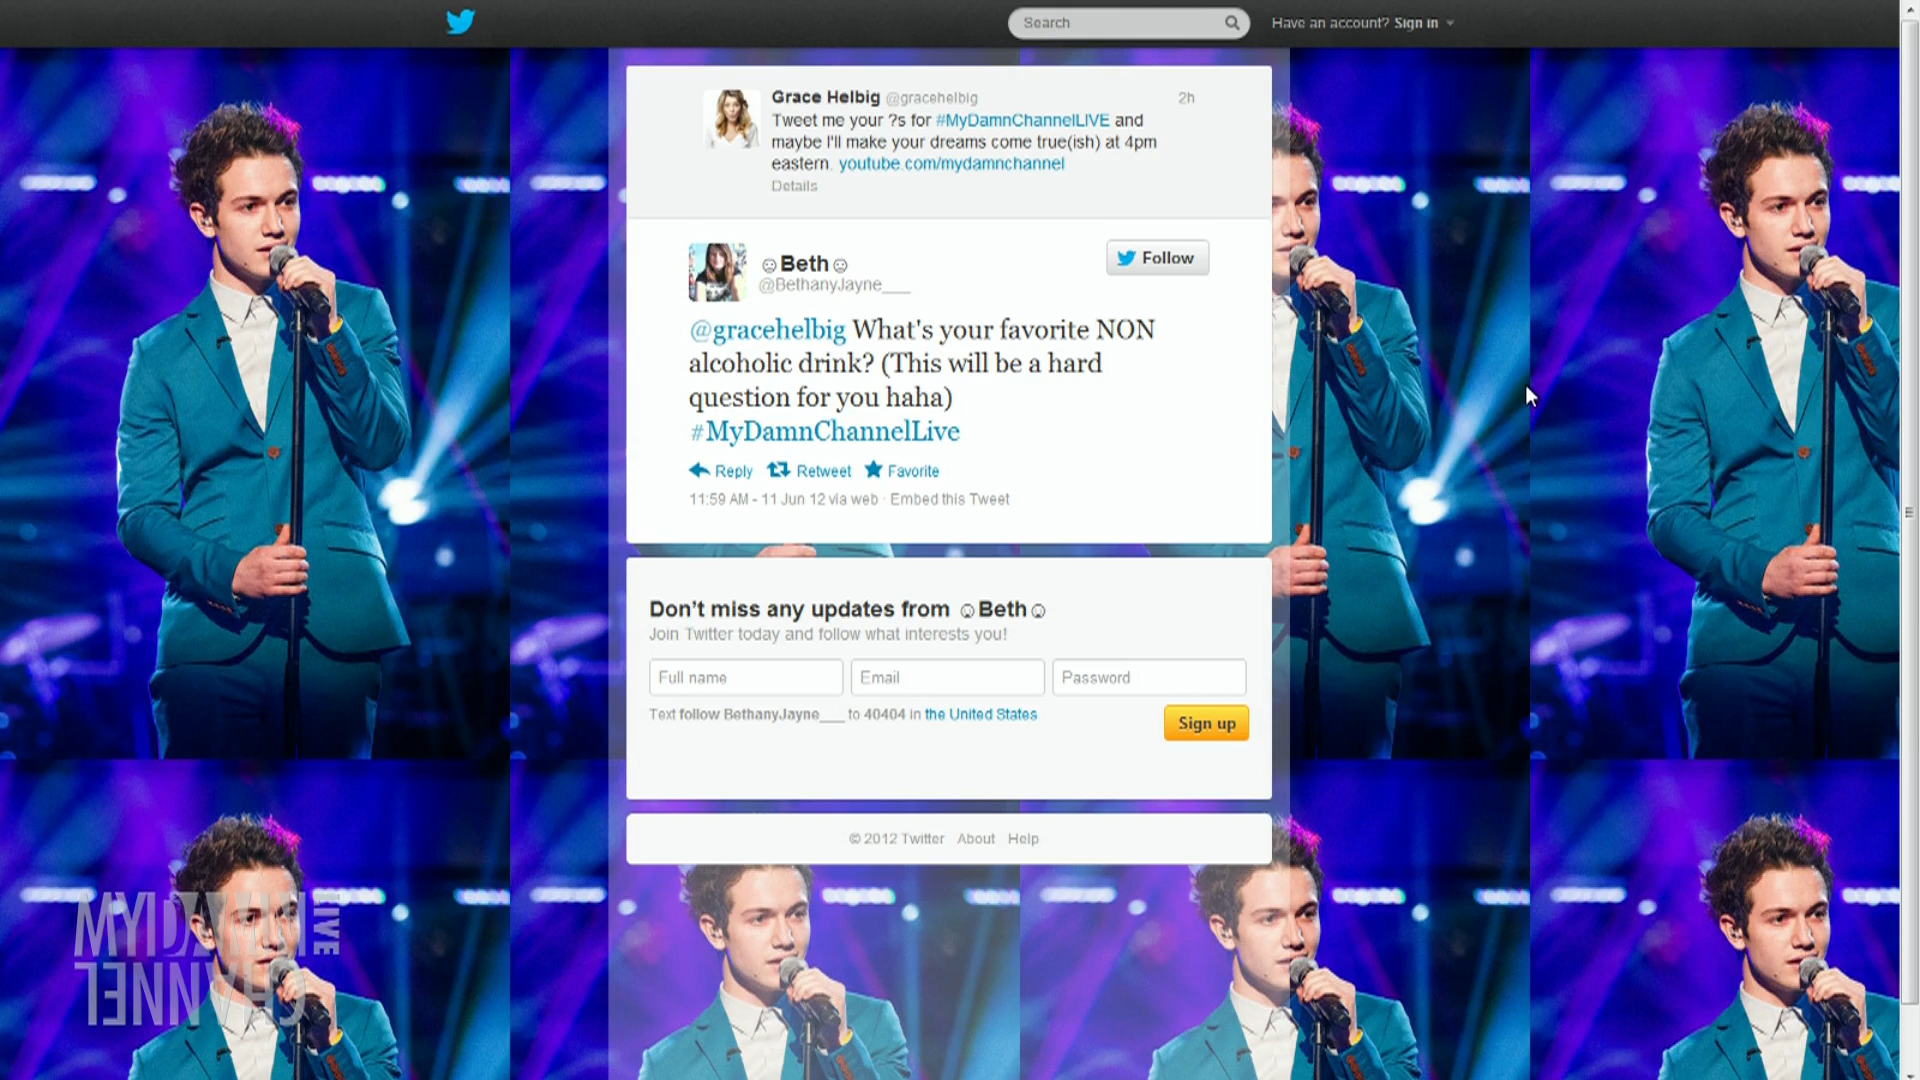 Search
Have an account? Sign in
Grace Helbig @gracehelbig 2h
Tweet me your ?s for #MyDamnChannelLIVE and
maybe I'll make your dreams come true(ish) at 4pm
eastern. youtube.com/mydamnchannel
Details
☺Beth☺
@BethanyJayne___
Follow
@gracehelbig What's your favorite NON
alcoholic drink? (This will be a hard
question for you haha)
#MyDamnChannelLive
Reply Retweet Favorite
11:59 AM - 11 Jun 12 via web · Embed this Tweet
Don't miss any updates from ☺Beth☺
Join Twitter today and follow what interests you!
Full name Email Password
Text follow BethanyJayne___ to 40404 in the United States
Sign up
© 2012 Twitter About Help
MY DAMN
CHANNEL
LIVE